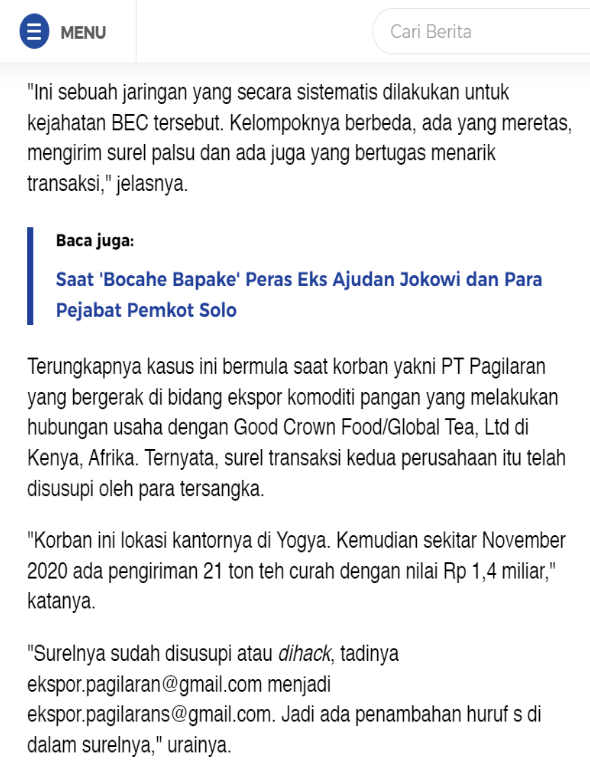 MENU
Cari Berita
"Ini sebuah jaringan yang secara sistematis dilakukan untuk
kejahatan BEC tersebut. Kelompoknya berbeda, ada yang meretas,
mengirim surel palsu dan ada juga yang bertugas menarik
transaksi," jelasnya.
Baca juga:
Saat 'Bocahe Bapake' Peras Eks Ajudan Jokowi dan Para
Pejabat Pemkot Solo
Terungkapnya kasus ini bermula saat korban yakni PT Pagilaran
yang bergerak di bidang ekspor komoditi pangan yang melakukan
hubungan usaha dengan Good Crown Food/Global Tea, Ltd di
Kenya, Afrika. Ternyata, surel transaksi kedua perusahaan itu telah
disusupi oleh para tersangka.
"Korban ini lokasi kantornya di Yogya. Kemudian sekitar November
2020 ada pengiriman 21 ton teh curah dengan nilai Rp 1,4 miliar,"
katanya.
"Surelnya sudah disusupi atau dihack, tadinya
ekspor.pagilaran@gmail.com menjadi
ekspor.pagilarans@gmail.com. Jadi ada penambahan huruf s di
dalam surelnya," urainya.